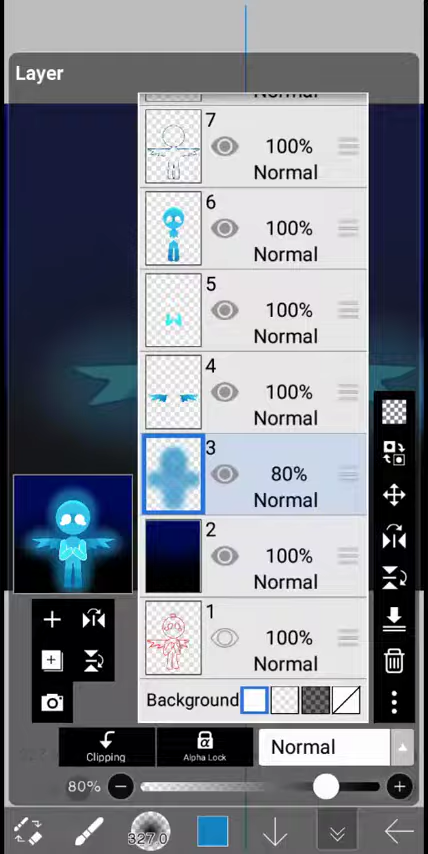 Layer
Normal
7
100%
Normal
6
100%
Normal
5
100%
Normal
4
100%
Normal
3
80%
Normal
2
100%
Normal
1
100%
Normal
Background
Clipping
Alpha Lock
Normal
80%
327.0